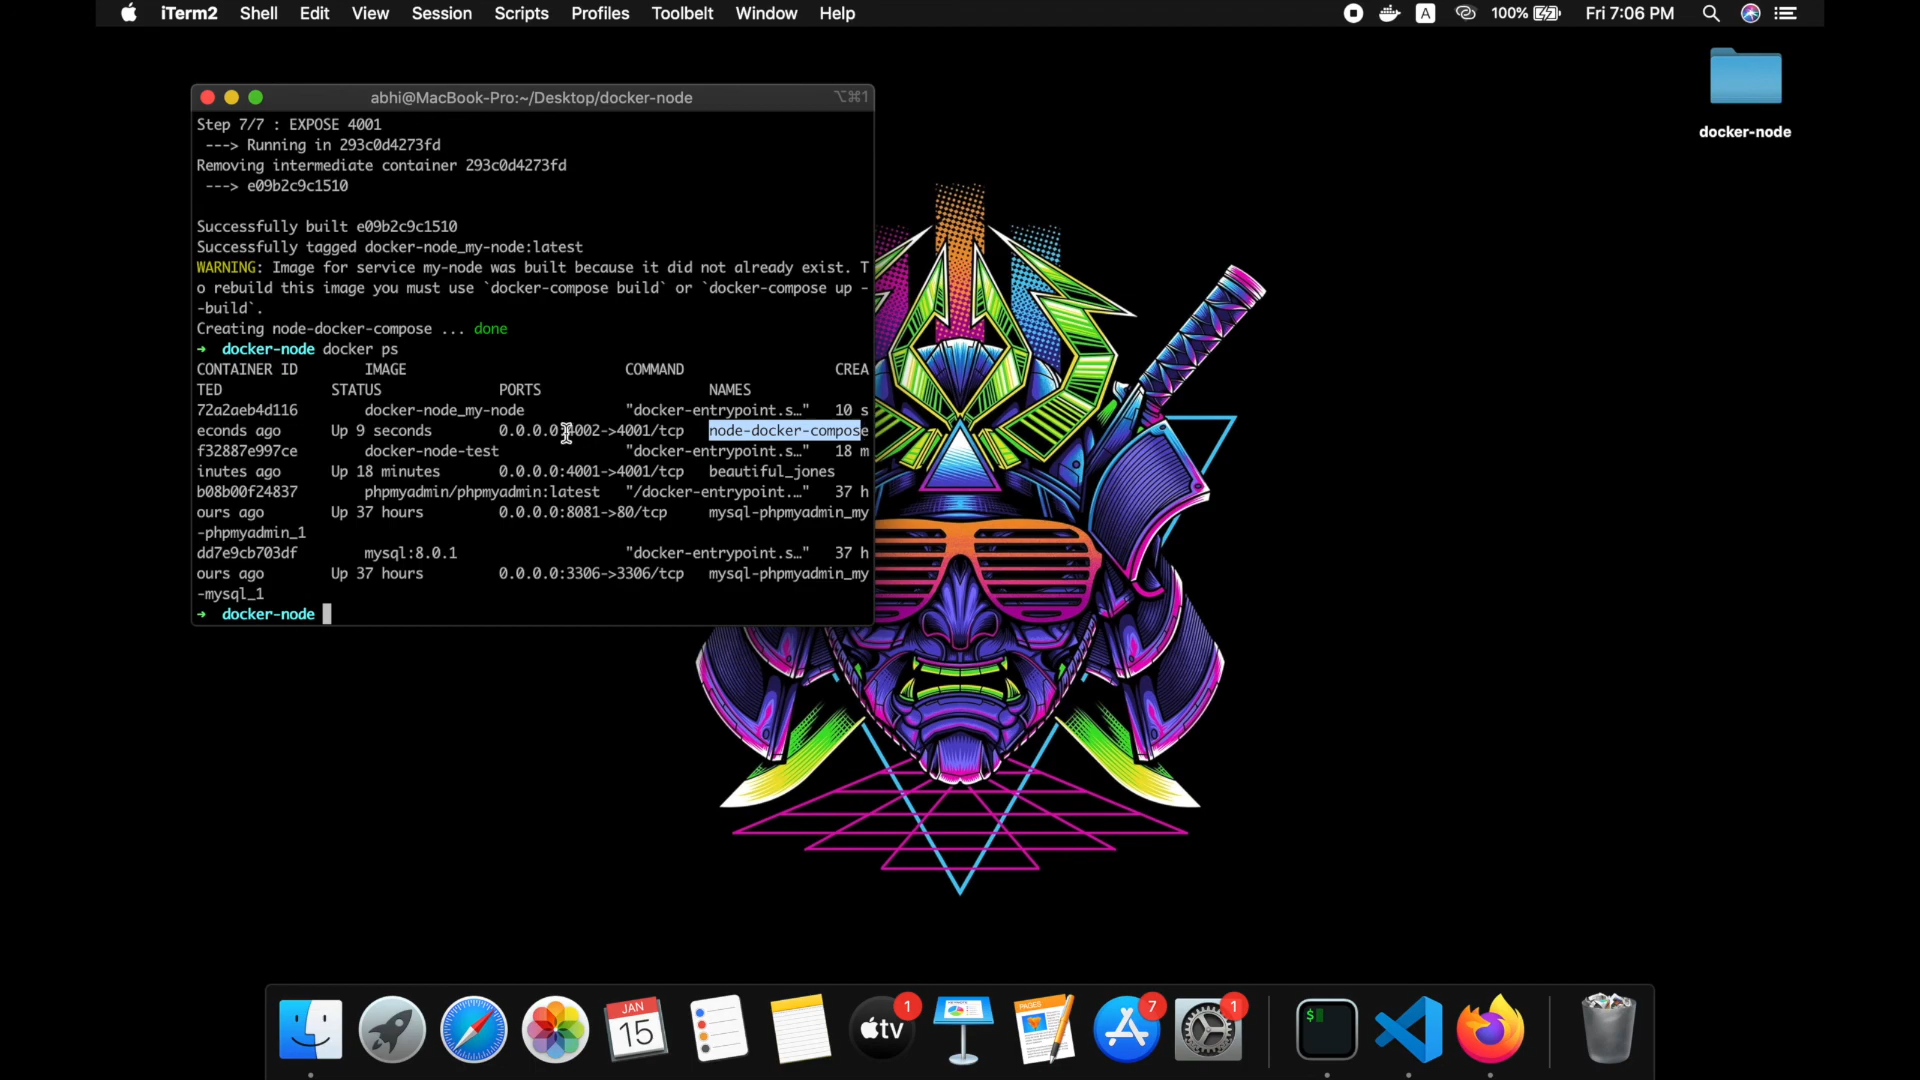 iTerm2 Shell Edit View Session Scripts Profiles Toolbelt Window Help A 100% Fri 7:06 PM
docker-node
abhi@MacBook-Pro:~/Desktop/docker-node ⌥⌘1
Step 7/7 : EXPOSE 4001
---> Running in 293c0d4273fd
Removing intermediate container 293c0d4273fd
---> e09b2c9c1510
Successfully built e09b2c9c1510
Successfully tagged docker-node_my-node:latest
WARNING: Image for service my-node was built because it did not already exist. T
o rebuild this image you must use `docker-compose build` or `docker-compose up -
-build`.
Creating node-docker-compose ... done
➜ docker-node docker ps
CONTAINER ID IMAGE COMMAND CREA
TED STATUS PORTS NAMES
72a2aeb4d116 docker-node_my-node "docker-entrypoint.s…" 10 s
econds ago Up 9 seconds 0.0.0.0:4002->4001/tcp node-docker-compose
f32887e997ce docker-node-test "docker-entrypoint.s…" 18 m
inutes ago Up 18 minutes 0.0.0.0:4001->4001/tcp beautiful_jones
b08b00f24837 phpmyadmin/phpmyadmin:latest "/docker-entrypoint.…" 37 h
ours ago Up 37 hours 0.0.0.0:8081->80/tcp mysql-phpmyadmin_my
-phpmyadmin_1
dd7e9cb703df mysql:8.0.1 "docker-entrypoint.s…" 37 h
ours ago Up 37 hours 0.0.0.0:3306->3306/tcp mysql-phpmyadmin_my
-mysql_1
➜ docker-node
JAN
15
tv
1
PAGES
7
1
$